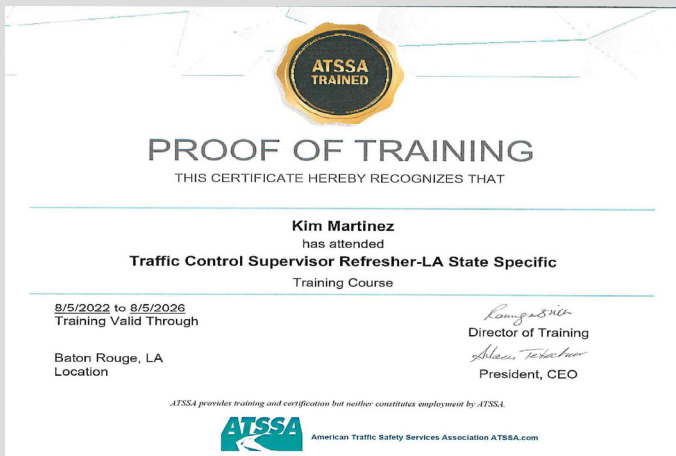 ATSSA
TRAINED
PROOF OF TRAINING
THIS CERTIFICATE HEREBY RECOGNIZES THAT
Kim Martinez
has attended
Traffic Control Supervisor Refresher-LA State Specific
Training Course
8/5/2022 to 8/5/2026
Training Valid Through
Director of Training
Baton Rouge, LA
Location
President, CEO
ATSSA provides training and certification but neither constitutes employment by ATSSA.
ATSSA
American Traffic Safety Services Association ATSSA.com